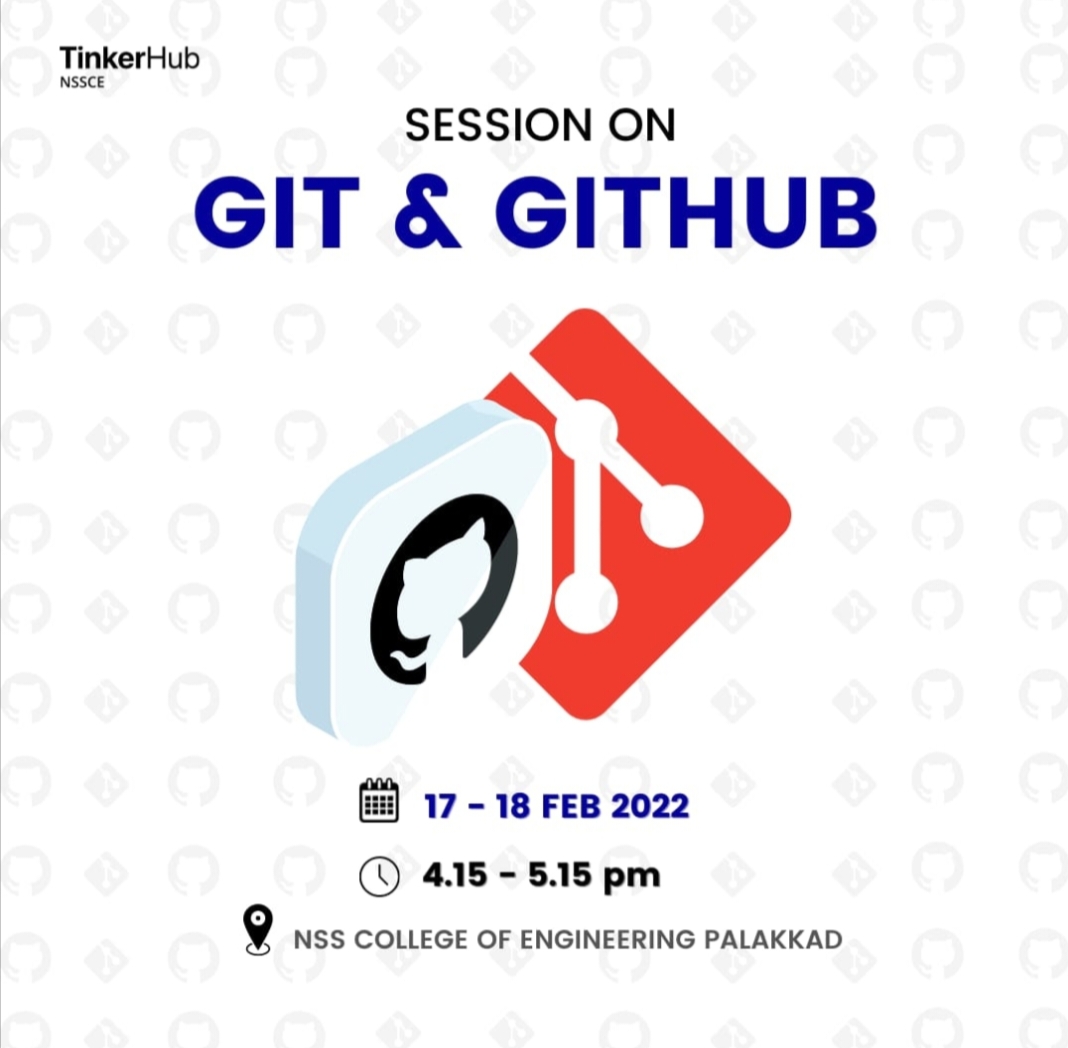 TinkerHub
NSSCE
SESSION ON
GIT & GITHUB
17 - 18 FEB 2022
4.15 - 5.15 pm
NSS COLLEGE OF ENGINEERING PALAKKAD